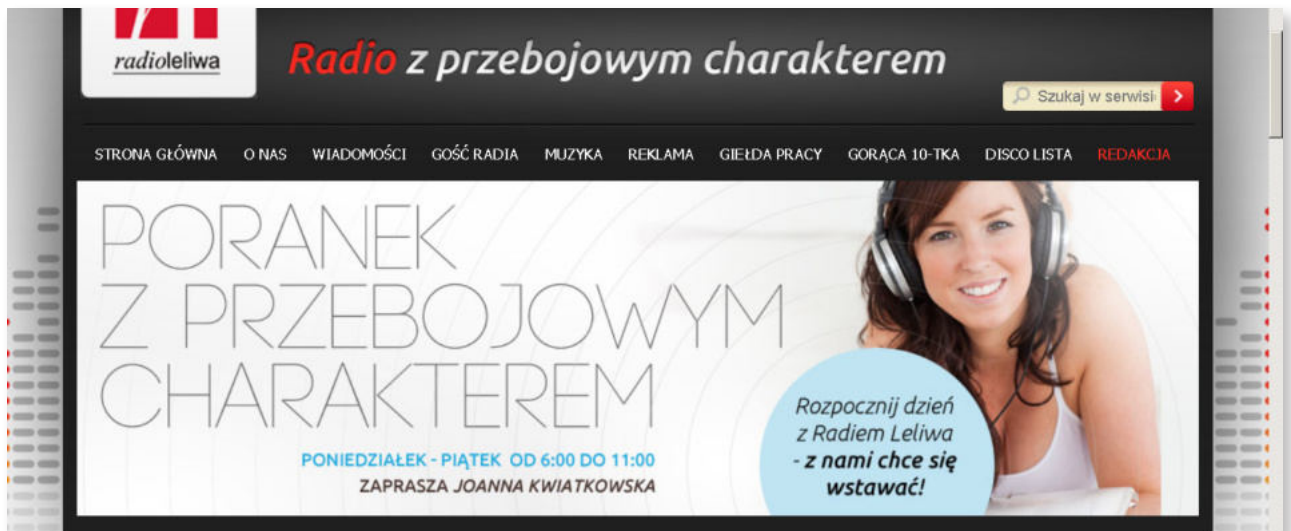 radioleliwa
Radio z przebojowym charakterem
Szukaj w serwisi
STRONA GŁÓWNA O NAS WIADOMOŚCI GOŚĆ RADIA MUZYKA REKLAMA GIEŁDA PRACY GORĄCA 10-TKA DISCO LISTA REDAKCJA
PORANEK
Z PRZEBOJOWYM
CHARAKTEREM
PONIEDZIAŁEK - PIĄTEK OD 6:00 DO 11:00
ZAPRASZA JOANNA KWIATKOWSKA
Rozpocznij dzień
z Radiem Leliwa
- z nami chce się
wstawać!